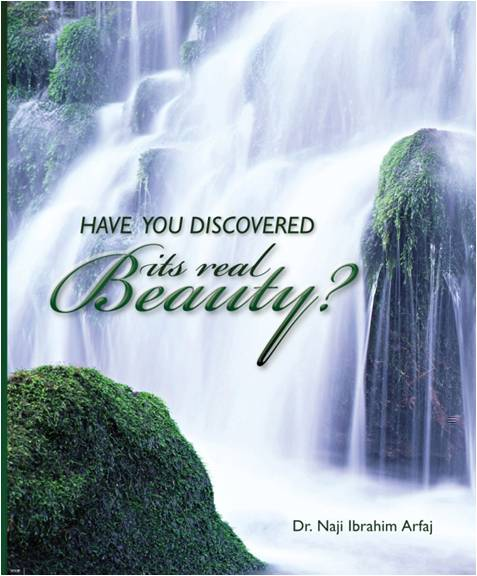 HAVE YOU DISCOVERED
its real
Beauty?
Dr. Naji Ibrahim Arfaj